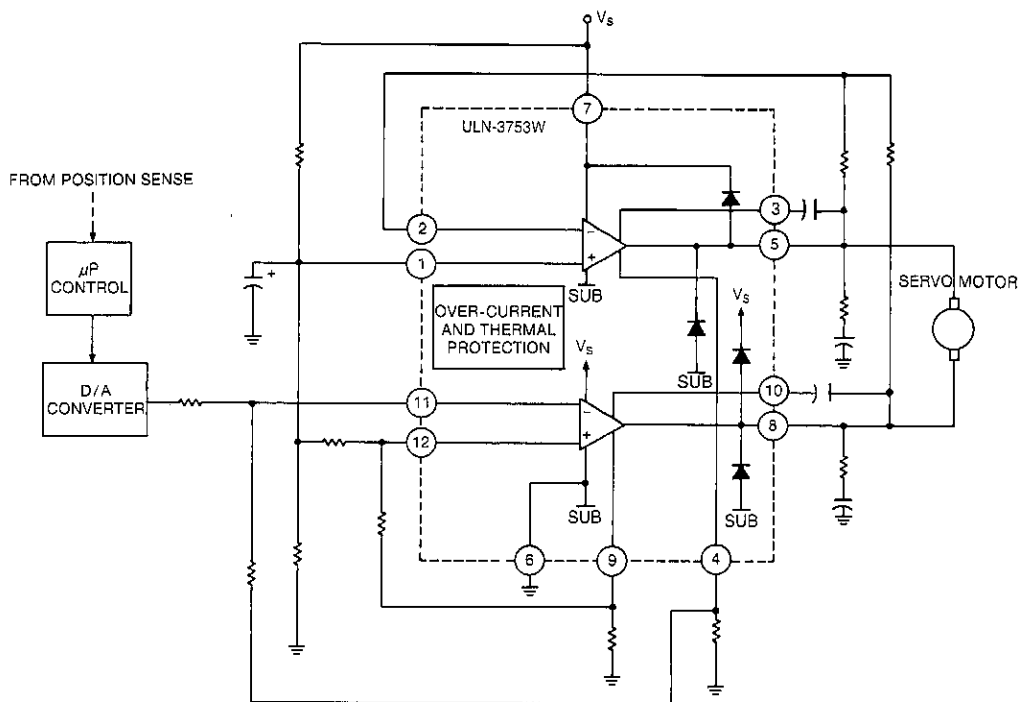 Vs
7
ULN-3753W
FROM POSITION SENSE
µP
CONTROL
D/A
CONVERTER
2
1
−
+
SUB
3
5
OVER-CURRENT
AND THERMAL
PROTECTION
SUB
Vs
SERVO MOTOR
Vs
11
12
−
+
SUB
10
8
SUB
6
9
4
+